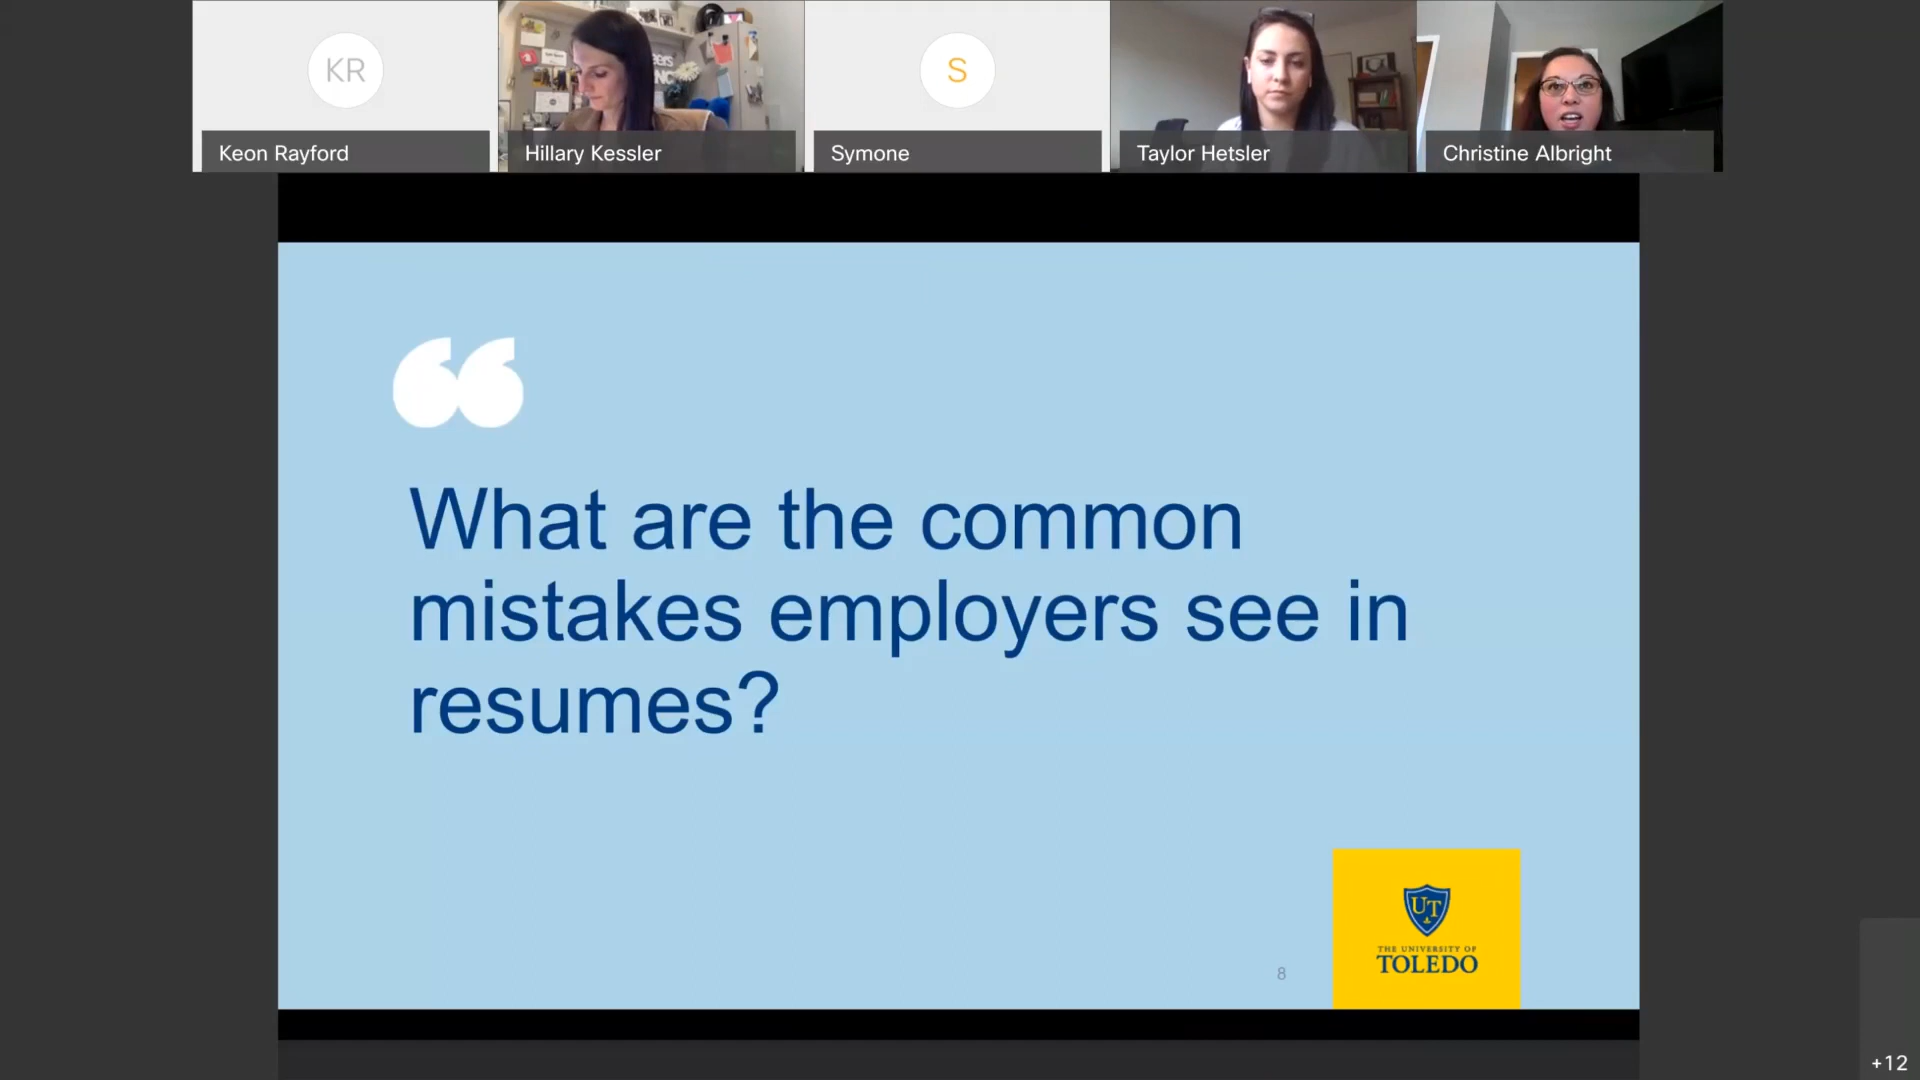 KR
S
Keon Rayford
Hillary Kessler
Symone
Taylor Hetsler
Christine Albright
What are the common
mistakes employers see in
resumes?
8
UT
THE UNIVERSITY OF
TOLEDO
+12